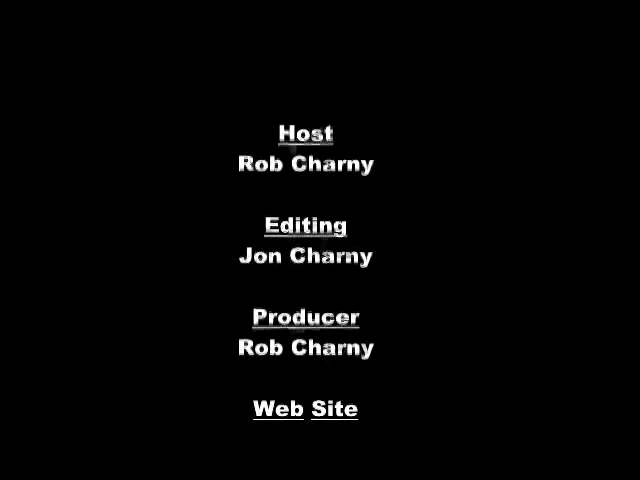 Host
Rob Charny
Editing
Jon Charny
Producer
Rob Charny
Web Site